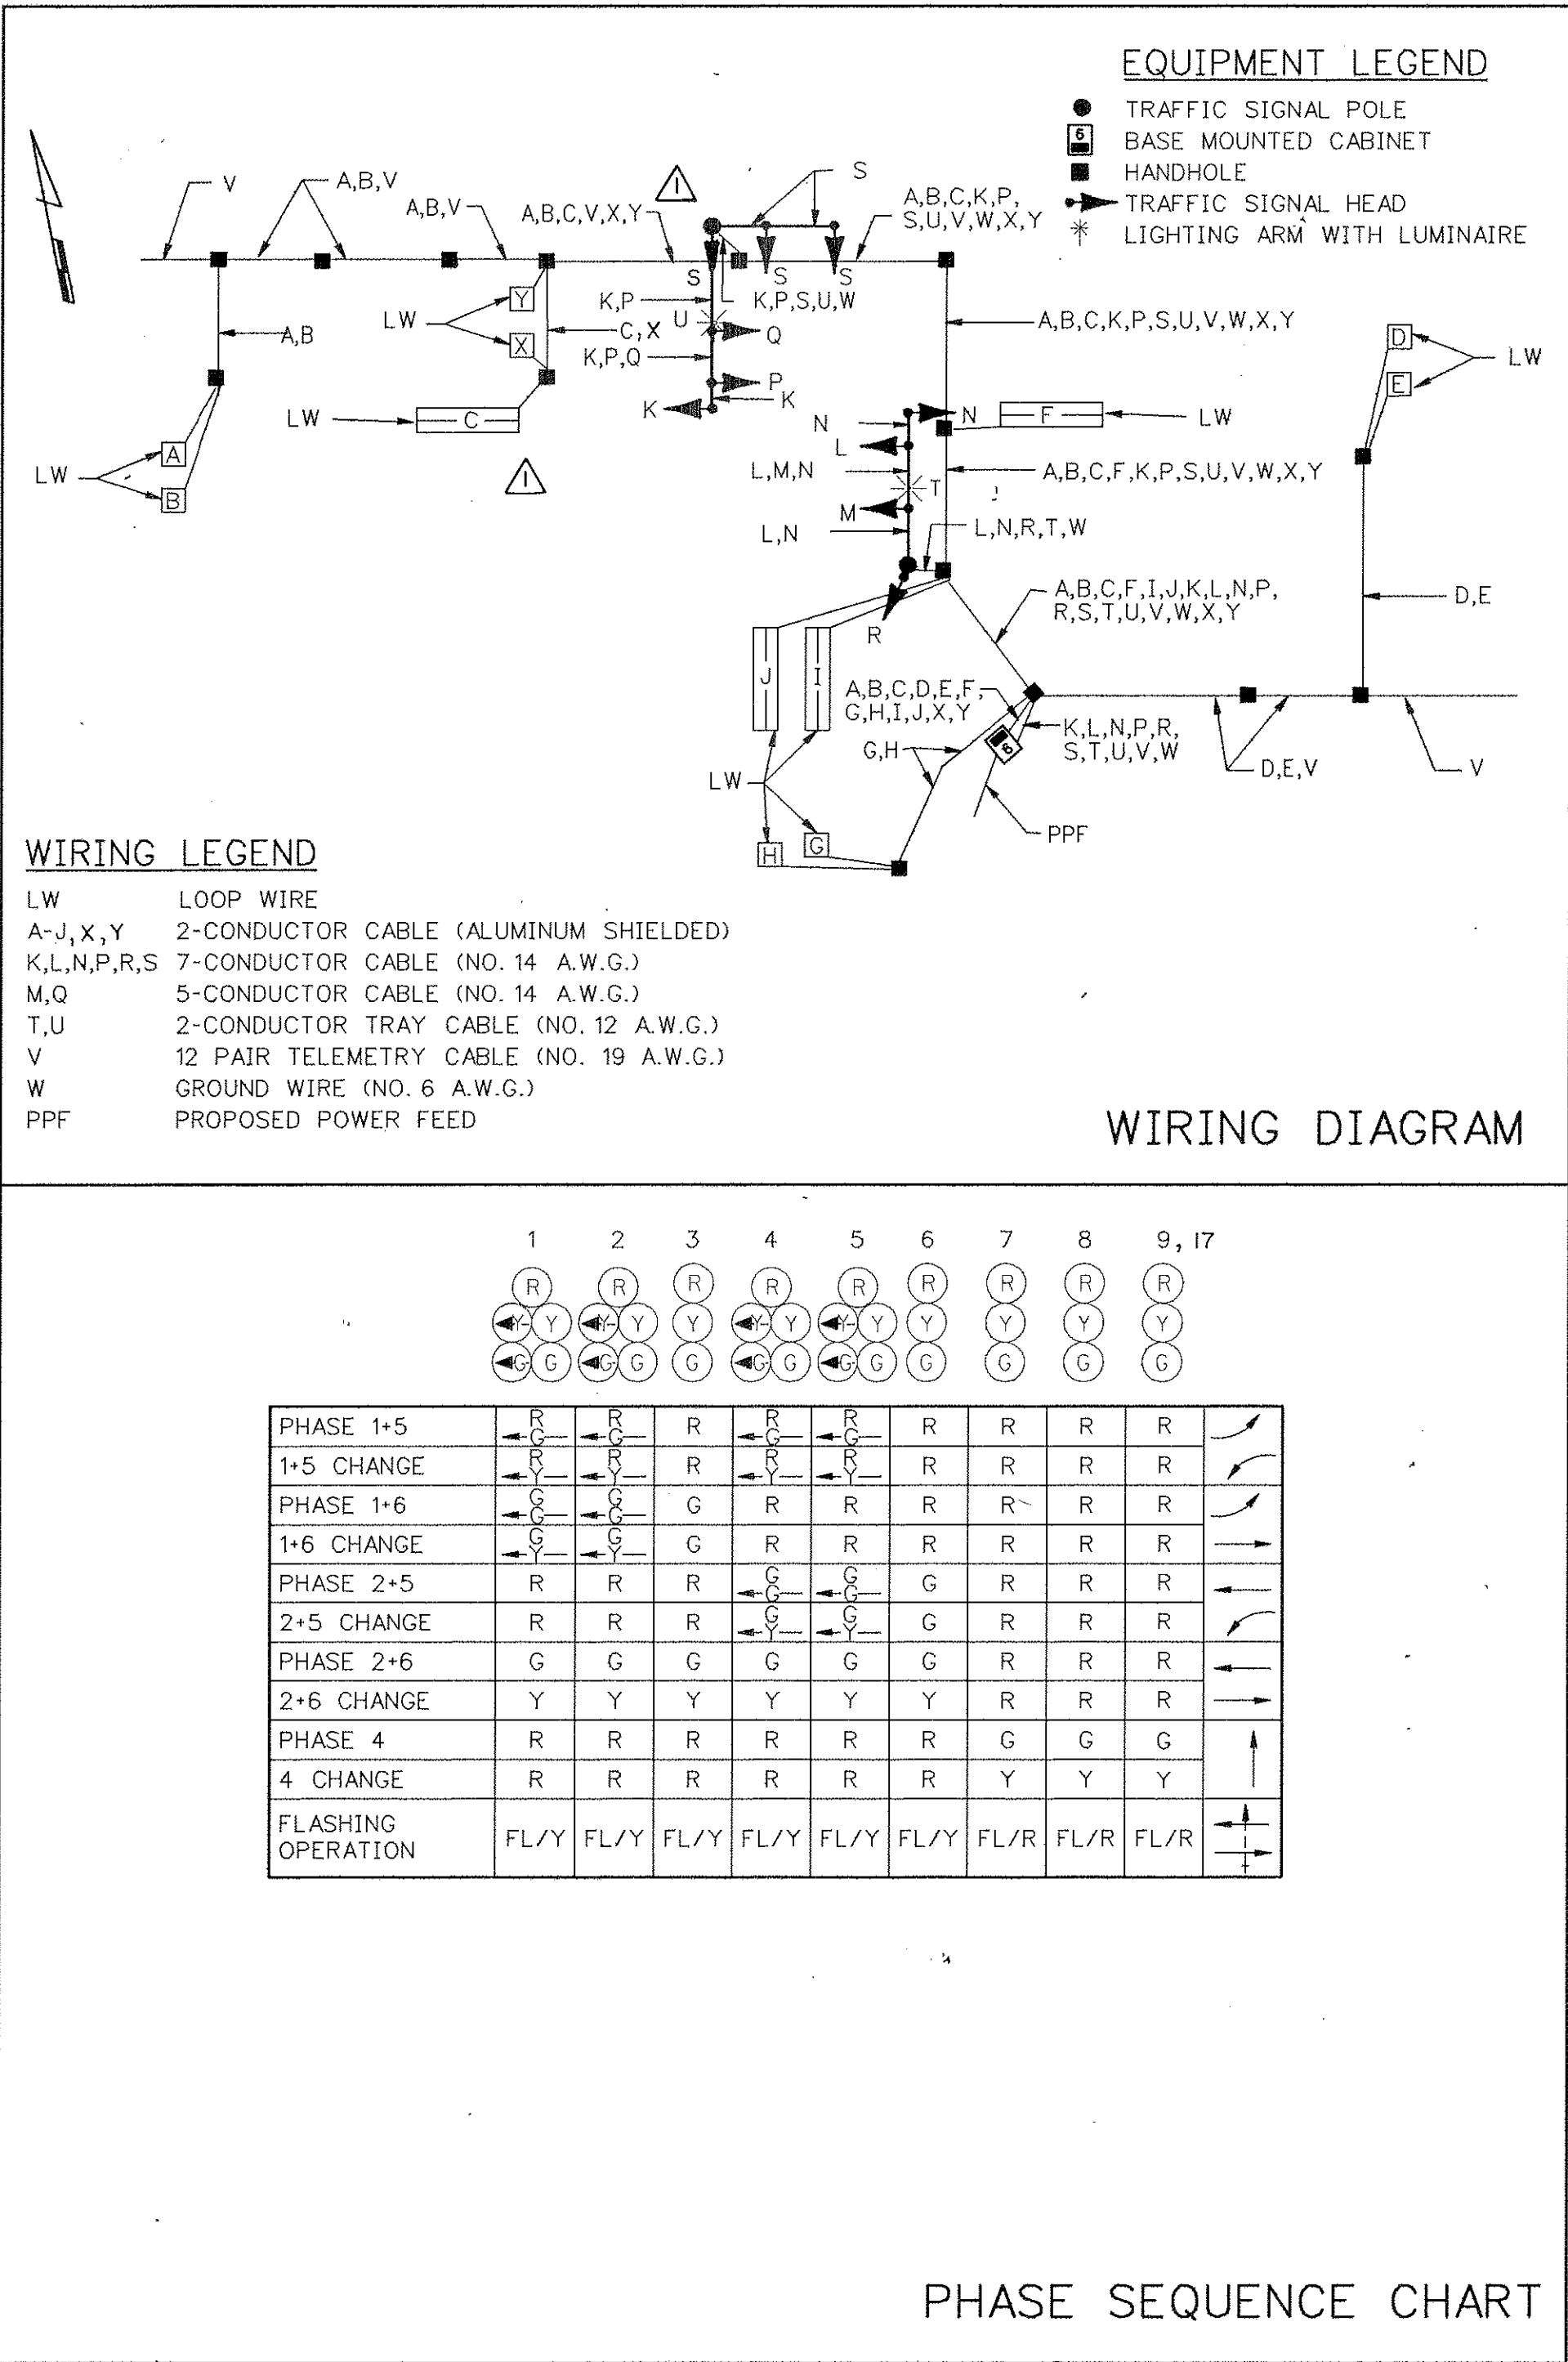 EQUIPMENT LEGEND
TRAFFIC SIGNAL POLE
6 BASE MOUNTED CABINET
HANDHOLE
TRAFFIC SIGNAL HEAD
LIGHTING ARM WITH LUMINAIRE
V
A,B,V
A,B,V
A,B,C,V,X,Y
1
S
A,B,C,K,P,
S,U,V,W,X,Y
S
S
S
K,P
K,P,S,U,W
U
Q
K,P,Q
P
K
K
A,B
LW
Y
X
C,X
LW
C
LW
A
B
1
A,B,C,K,P,S,U,V,W,X,Y
D
E
LW
N
N
F
LW
L
L,M,N
T
A,B,C,F,K,P,S,U,V,W,X,Y
M
L,N
L,N,R,T,W
R
A,B,C,F,I,J,K,L,N,P,
R,S,T,U,V,W,X,Y
D,E
J
I
A,B,C,D,E,F,
G,H,I,J,X,Y
K,L,N,P,R,
S,T,U,V,W
6
G,H
LW
D,E,V
V
PPF
H
G
WIRING LEGEND
LW LOOP WIRE
A-J,X,Y 2-CONDUCTOR CABLE (ALUMINUM SHIELDED)
K,L,N,P,R,S 7-CONDUCTOR CABLE (NO. 14 A.W.G.)
M,Q 5-CONDUCTOR CABLE (NO. 14 A.W.G.)
T,U 2-CONDUCTOR TRAY CABLE (NO. 12 A.W.G.)
V 12 PAIR TELEMETRY CABLE (NO. 19 A.W.G.)
W GROUND WIRE (NO. 6 A.W.G.)
PPF PROPOSED POWER FEED
WIRING DIAGRAM
1 2 3 4 5 6 7 8 9, 17
R R R R R R R R R
Y Y Y Y Y Y Y Y Y Y Y Y Y
G G G G G G G G G G G G G
PHASE 1+5 R G R G R R G R G R R R R
1+5 CHANGE R Y R Y R R Y R Y R R R R
PHASE 1+6 G G G G G R R R R R R
1+6 CHANGE G Y G Y G R R R R R R
PHASE 2+5 R R R G G G G G R R R
2+5 CHANGE R R R G Y G Y G R R R
PHASE 2+6 G G G G G G R R R
2+6 CHANGE Y Y Y Y Y Y R R R
PHASE 4 R R R R R R G G G
4 CHANGE R R R R R R Y Y Y
FLASHING
OPERATION FL/Y FL/Y FL/Y FL/Y FL/Y FL/Y FL/R FL/R FL/R
PHASE SEQUENCE CHART